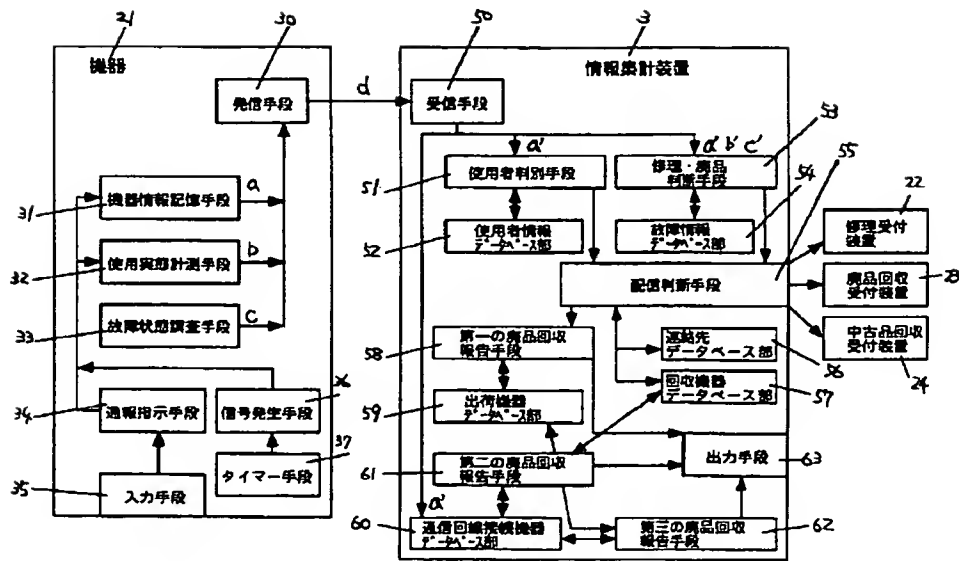 21
30
50
3
機器
情報集計装置
発信手段
d
受信手段
53
a'
a' b' c'
55
51
使用者判別手段
修理・廃品
判断手段
54
31
機器情報記憶手段
a
22
修理受付
装置
52
使用者情報
データベース部
故障情報
データベース部
32
使用実態計測手段
b
配信判断手段
廃品回収
受付装置
23
33
故障状態調査手段
c
58
第一の廃品回収
報告手段
連絡先
データベース部
56
中古品回収
受付装置
24
36
回収機器
データベース部
57
34
通報指示手段
信号発生手段
59
出荷機器
データベース部
37
出力手段
63
61
第二の廃品回収
報告手段
35
入力手段
タイマー手段
a'
60
通信回線接続機器
データベース部
第三の廃品回収
報告手段
62